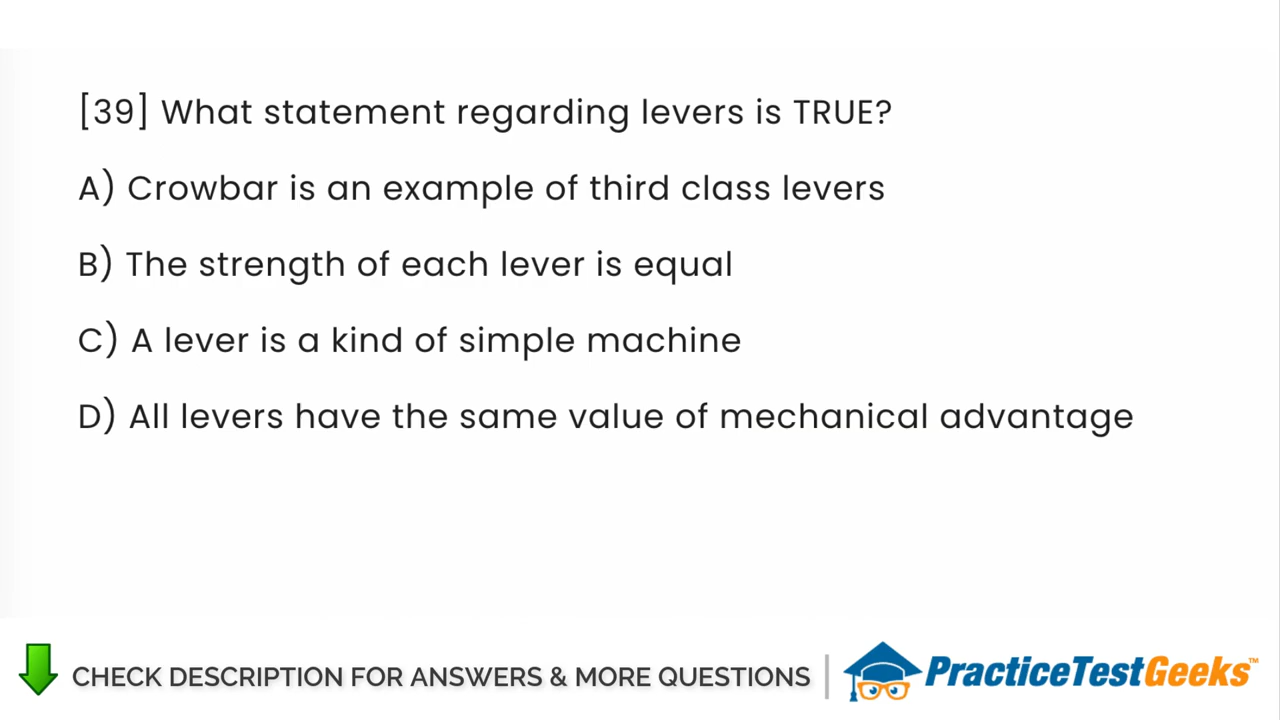 [39] What statement regarding levers is TRUE?
A) Crowbar is an example of third class levers
B) The strength of each lever is equal
C) A lever is a kind of simple machine
D) All levers have the same value of mechanical advantage
CHECK DESCRIPTION FOR ANSWERS & MORE QUESTIONS
PracticeTestGeeks™